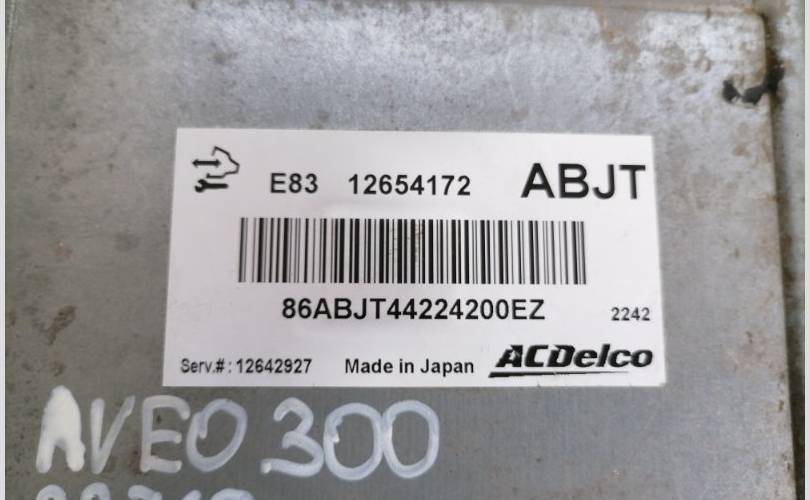 E83 12654172 ABJT
86ABJT44224200EZ 2242
Serv.#: 12642927 Made in Japan ACDelco
AVEO 300